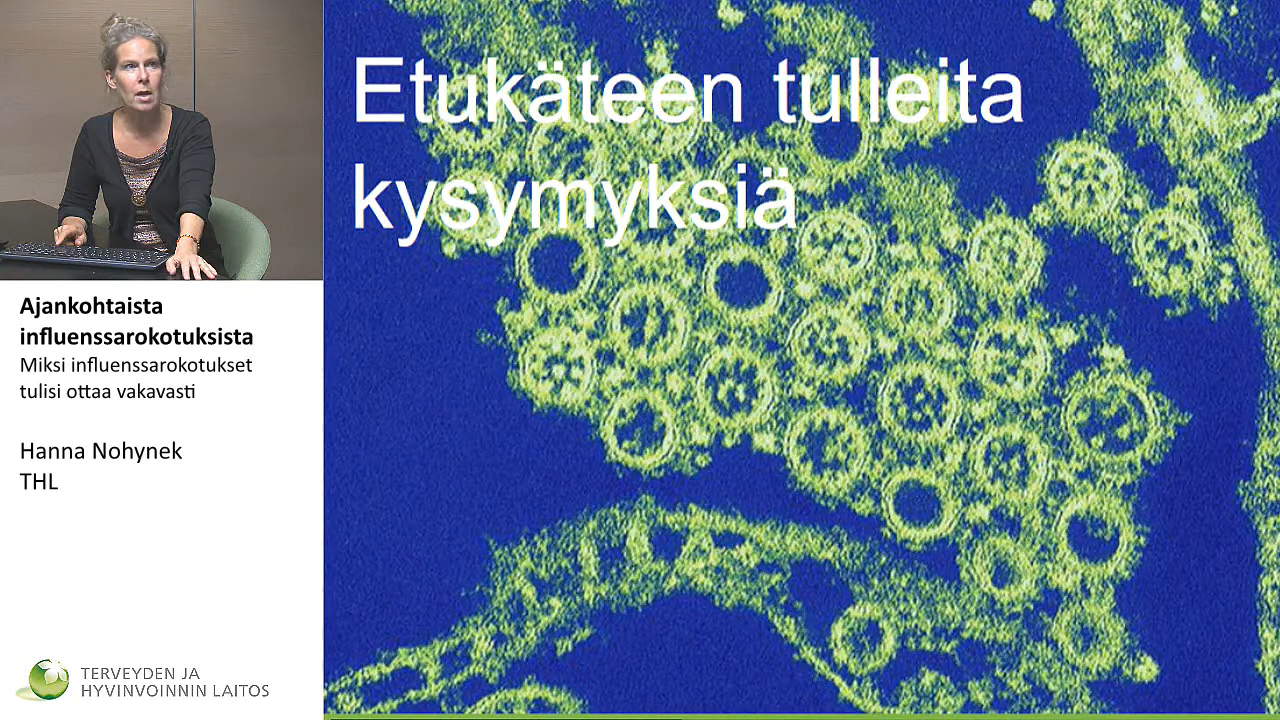 Etukäteen tulleita
kysymyksiä
Ajankohtaista
influenssarokotuksista
Miksi influenssarokotukset
tulisi ottaa vakavasti
Hanna Nohynek
THL
TERVEYDEN JA
HYVINVOINNIN LAITOS